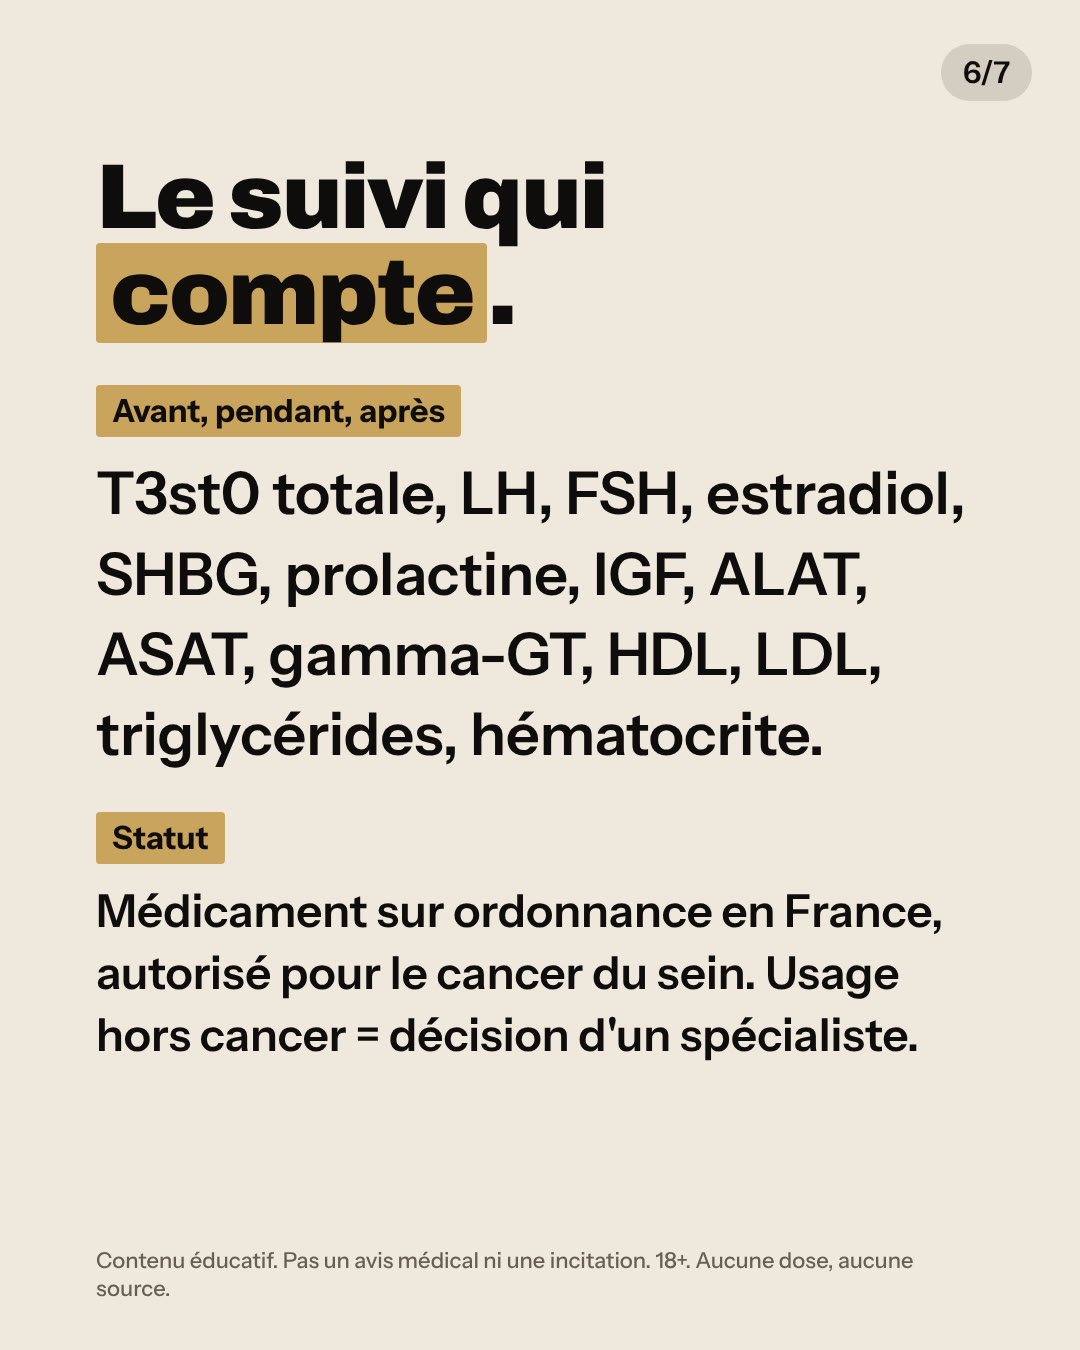 6/7
Le suivi qui
compte.
Avant, pendant, après
T3st0 totale, LH, FSH, estradiol,
SHBG, prolactine, IGF, ALAT,
ASAT, gamma-GT, HDL, LDL,
triglycérides, hématocrite.
Statut
Médicament sur ordonnance en France,
autorisé pour le cancer du sein. Usage
hors cancer = décision d'un spécialiste.
Contenu éducatif. Pas un avis médical ni une incitation. 18+. Aucune dose, aucune
source.